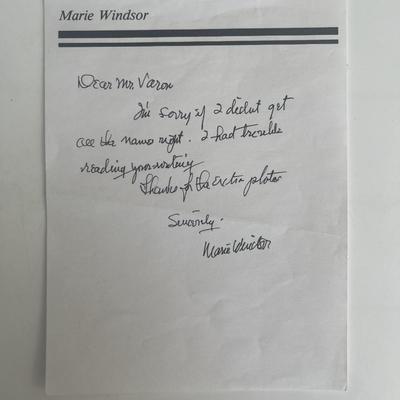 Marie Windsor
Dear Mr. Varon
I'm sorry if I didn't get
all the names right. I had trouble
reading your writing
Thanks for the extra photos
Sincerely.
Marie Windsor